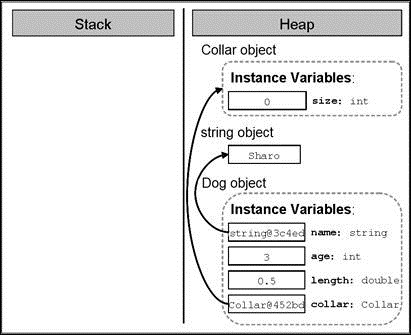 Stack
Heap
Collar object
Instance Variables:
0 size: int
string object
Sharo
Dog object
Instance Variables:
string@3c4ed name: string
3 age: int
0.5 length: double
Collar@452bd collar: Collar